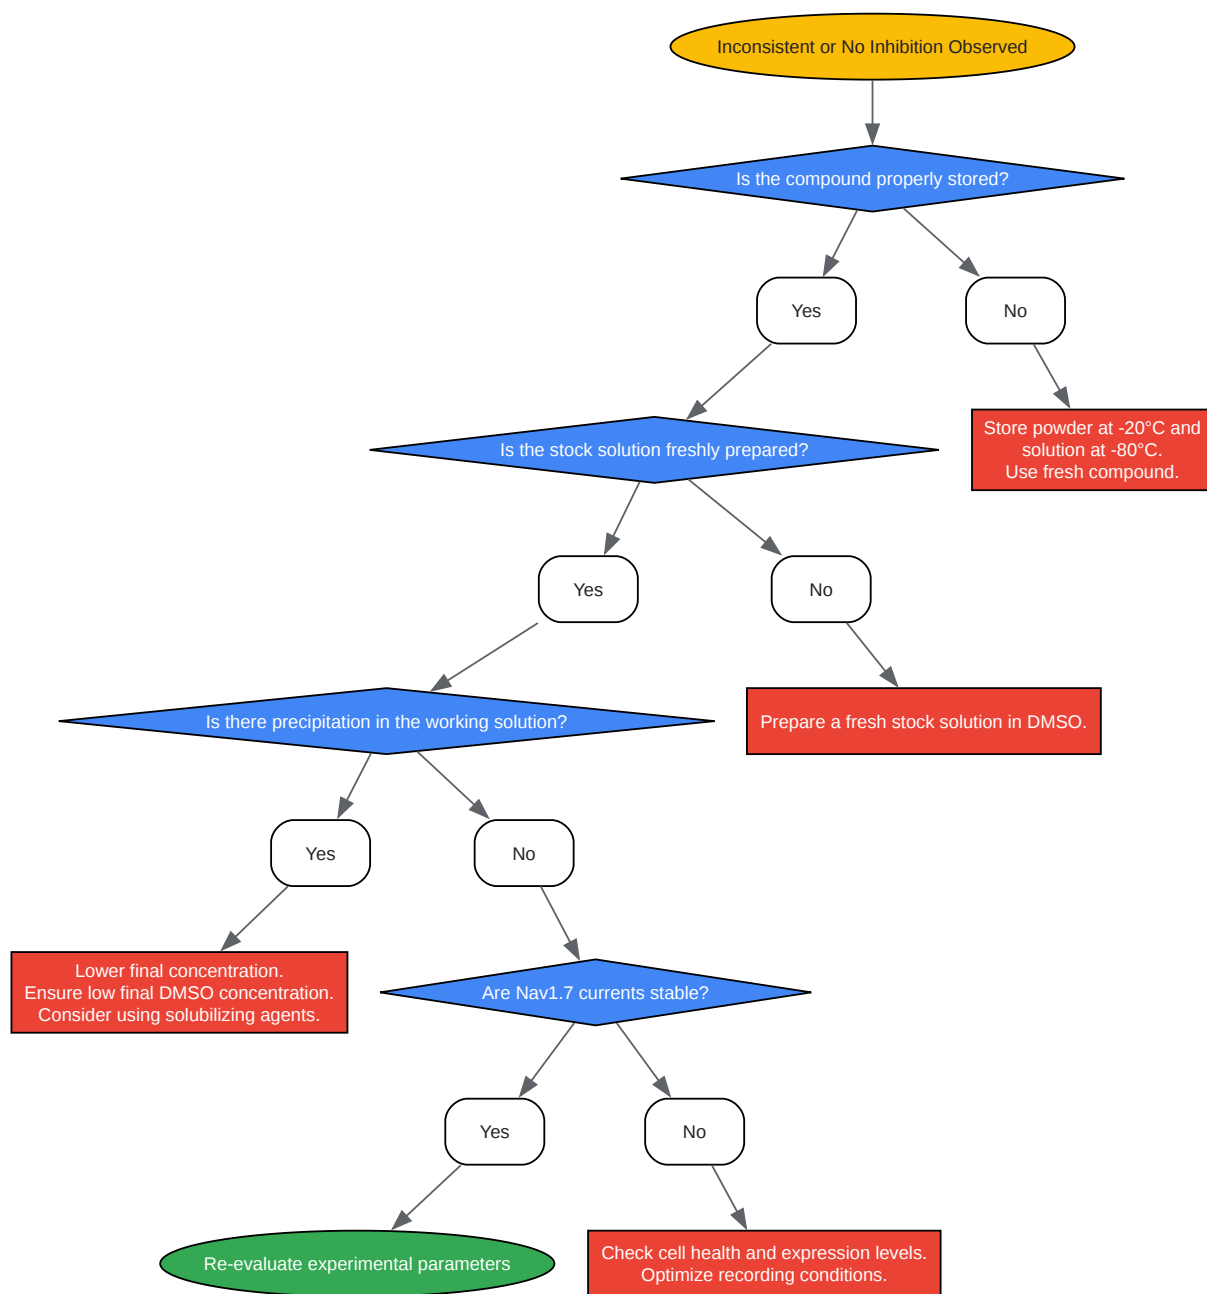 Inconsistent or No Inhibition Observed
Is the compound properly stored?
Yes
No
Store powder at -20°C and
solution at -80°C.
Use fresh compound.
Is the stock solution freshly prepared?
Yes
No
Prepare a fresh stock solution in DMSO.
Is there precipitation in the working solution?
Yes
No
Lower final concentration.
Ensure low final DMSO concentration.
Consider using solubilizing agents.
Are Nav1.7 currents stable?
Yes
No
Re-evaluate experimental parameters
Check cell health and expression levels.
Optimize recording conditions.